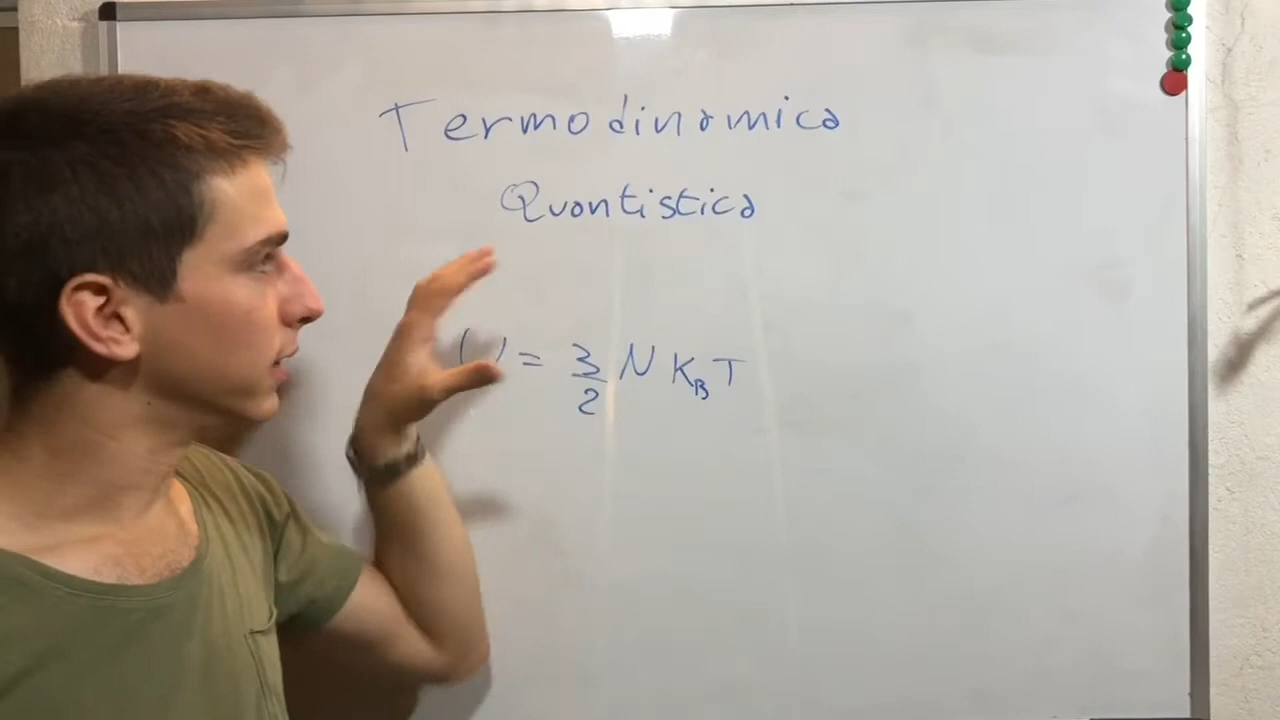 Termodinamica
Quantistica
U = 3/2 N K_B T